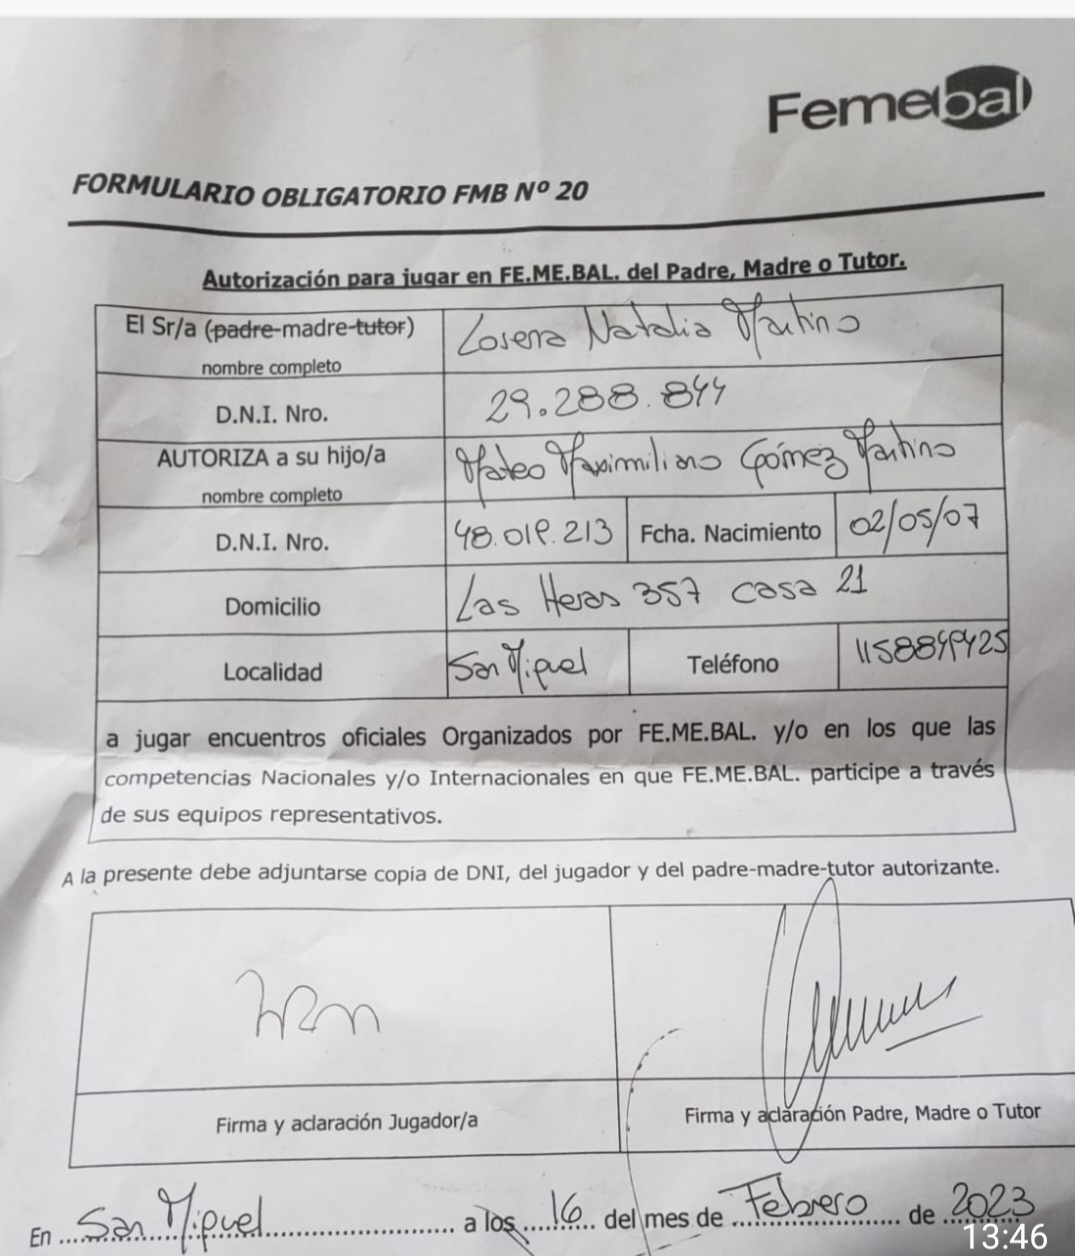 Femebal
FORMULARIO OBLIGATORIO FMB Nº 20
Autorización para jugar en FE.ME.BAL. del Padre, Madre o Tutor.
El Sr/a (padre-madre-tutor) Lorena Natalia Martino
nombre completo
D.N.I. Nro. 29.288.844
AUTORIZA a su hijo/a Mateo Maximiliano Gómez Martino
nombre completo
D.N.I. Nro. 48.019.213 Fcha. Nacimiento 02/05/07
Domicilio Las Heras 357 casa 21
Localidad San Miguel Teléfono 1158849425
a jugar encuentros oficiales Organizados por FE.ME.BAL. y/o en los que las
competencias Nacionales y/o Internacionales en que FE.ME.BAL. participe a través
de sus equipos representativos.
A la presente debe adjuntarse copia de DNI, del jugador y del padre-madre-tutor autorizante.
Firma y aclaración Jugador/a Firma y aclaración Padre, Madre o Tutor
En San Miguel a los 16 del mes de Febrero de 2023
13:46